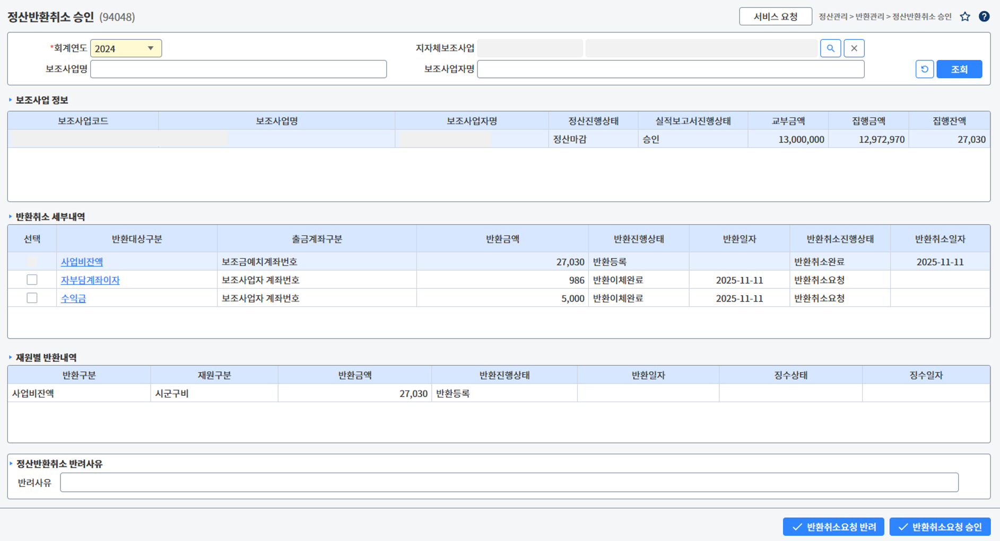 정산반환취소 승인 (94048)
서비스 요청 정산관리 > 반환관리 > 정산반환취소 승인 ?
*회계연도 2024 지자체보조사업
보조사업명 보조사업자명 조회
보조사업 정보
보조사업코드 보조사업명 보조사업자명 정산진행상태 실적보고서진행상태 교부금액 집행금액 집행잔액
정산마감 승인 13,000,000 12,972,970 27,030
반환취소 세부내역
선택 반환대상구분 출금계좌구분 반환금액 반환진행상태 반환일자 반환취소진행상태 반환취소일자
사업비잔액 보조금예치계좌번호 27,030 반환등록 반환취소완료 2025-11-11
자부담계좌이자 보조사업자 계좌번호 986 반환이체완료 2025-11-11 반환취소요청
수익금 보조사업자 계좌번호 5,000 반환이체완료 2025-11-11 반환취소요청
재원별 반환내역
반환구분 재원구분 반환금액 반환진행상태 반환일자 징수상태 징수일자
사업비잔액 시군구비 27,030 반환등록
정산반환취소 반려사유
반려사유
반환취소요청 반려 반환취소요청 승인